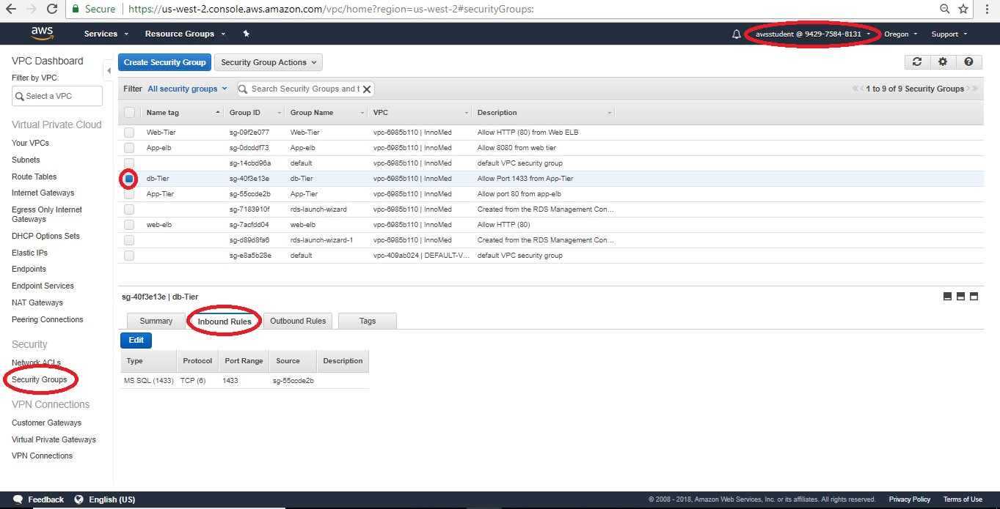 Secure https://us-west-2.console.aws.amazon.com/vpc/home?region=us-west-2#securityGroups:
aws Services Resource Groups awsstudent @ 9429-7584-8131 Oregon Support
VPC Dashboard
Filter by VPC:
Select a VPC
Virtual Private Cloud
Your VPCs
Subnets
Route Tables
Internet Gateways
Egress Only Internet
Gateways
DHCP Options Sets
Elastic IPs
Endpoints
Endpoint Services
NAT Gateways
Peering Connections
Security
Network ACLs
Security Groups
VPN Connections
Customer Gateways
Virtual Private Gateways
VPN Connections
Create Security Group Security Group Actions
Filter All security groups Search Security Groups and t 1 to 9 of 9 Security Groups
Name tag Group ID Group Name VPC Description
Web-Tier sg-09f2e077 Web-Tier vpc-6985b110 | InnoMed Allow HTTP (80) from Web ELB
App-elb sg-0dcddf73 App-elb vpc-6985b110 | InnoMed Allow 8080 from web tier
sg-14cbd96a default vpc-6985b110 | InnoMed default VPC security group
db-Tier sg-40f3e13e db-Tier vpc-6985b110 | InnoMed Allow Port 1433 from App-Tier
App-Tier sg-55ccde2b App-Tier vpc-6985b110 | InnoMed Allow port 80 from app-elb
sg-7183910f rds-launch-wizard vpc-6985b110 | InnoMed Created from the RDS Management Con...
web-elb sg-7acfdd04 web-elb vpc-6985b110 | InnoMed Allow HTTP (80)
sg-d89d8fa6 rds-launch-wizard-1 vpc-6985b110 | InnoMed Created from the RDS Management Con...
sg-e8a5b28e default vpc-409ab024 | DEFAULT-V... default VPC security group
sg-40f3e13e | db-Tier
Summary Inbound Rules Outbound Rules Tags
Edit
Type Protocol Port Range Source Description
MS SQL (1433) TCP (6) 1433 sg-55ccde2b
Feedback English (US) © 2008 - 2018, Amazon Web Services, Inc. or its affiliates. All rights reserved. Privacy Policy Terms of Use